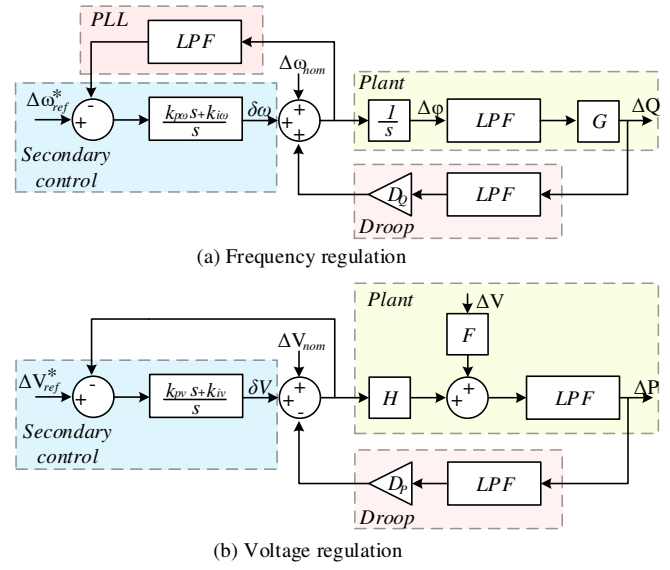 PLL
LPF
Δω*ref
-
+
kpω s+kiω
s
δω
Δωnom
+
+
+
Secondary
control
Plant
1
s
Δφ
LPF
G
ΔQ
DQ
LPF
Droop
(a) Frequency regulation
ΔV*ref
-
+
kpv s+kiv
s
δV
ΔVnom
+
+
-
Secondary
control
Plant
ΔV
F
H
+
+
LPF
ΔP
DP
LPF
Droop
(b) Voltage regulation